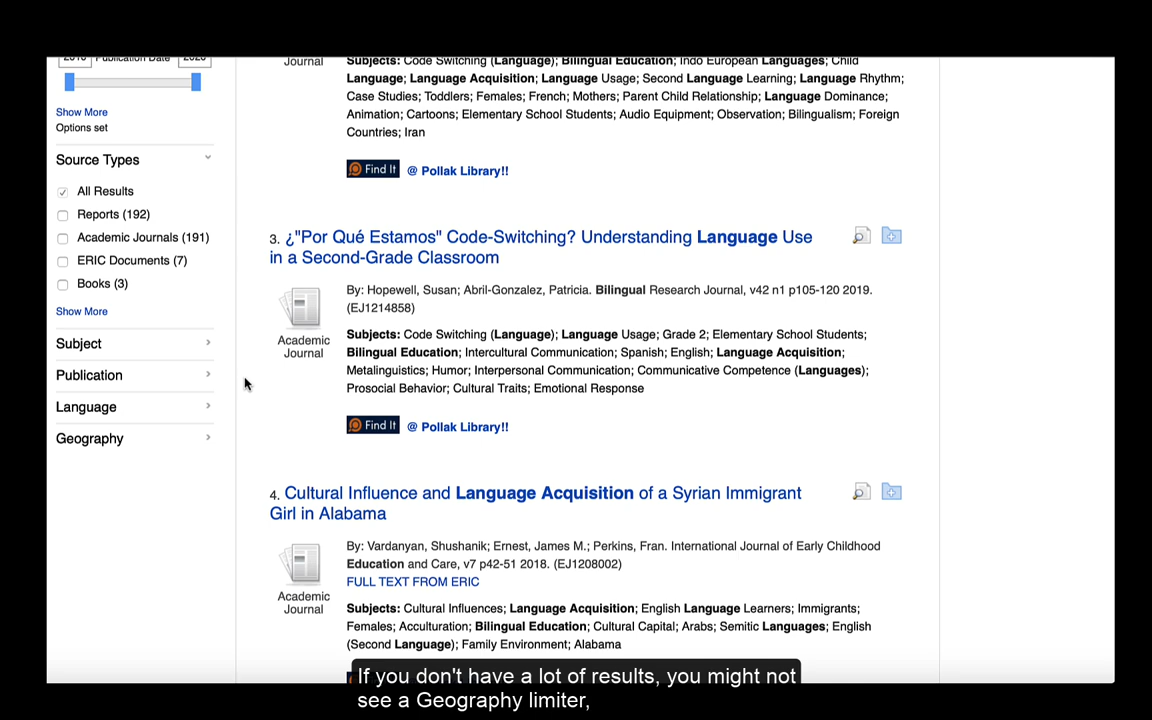 2010 Publication Date 2020
Show More
Options set
Source Types
All Results
Reports (192)
Academic Journals (191)
ERIC Documents (7)
Books (3)
Show More
Subject
Publication
Language
Geography
Journal
Subjects: Code Switching (Language); Bilingual Education; Indo European Languages; Child
Language; Language Acquisition; Language Usage; Second Language Learning; Language Rhythm;
Case Studies; Toddlers; Females; French; Mothers; Parent Child Relationship; Language Dominance;
Animation; Cartoons; Elementary School Students; Audio Equipment; Observation; Bilingualism; Foreign
Countries; Iran
Find It @ Pollak Library!!
3. ¿"Por Qué Estamos" Code-Switching? Understanding Language Use
in a Second-Grade Classroom
Academic
Journal
By: Hopewell, Susan; Abril-Gonzalez, Patricia. Bilingual Research Journal, v42 n1 p105-120 2019.
(EJ1214858)
Subjects: Code Switching (Language); Language Usage; Grade 2; Elementary School Students;
Bilingual Education; Intercultural Communication; Spanish; English; Language Acquisition;
Metalinguistics; Humor; Interpersonal Communication; Communicative Competence (Languages);
Prosocial Behavior; Cultural Traits; Emotional Response
Find It @ Pollak Library!!
4. Cultural Influence and Language Acquisition of a Syrian Immigrant
Girl in Alabama
Academic
Journal
By: Vardanyan, Shushanik; Ernest, James M.; Perkins, Fran. International Journal of Early Childhood
Education and Care, v7 p42-51 2018. (EJ1208002)
FULL TEXT FROM ERIC
Subjects: Cultural Influences; Language Acquisition; English Language Learners; Immigrants;
Females; Acculturation; Bilingual Education; Cultural Capital; Arabs; Semitic Languages; English
(Second Language); Family Environment; Alabama
If you don't have a lot of results, you might not
see a Geography limiter,